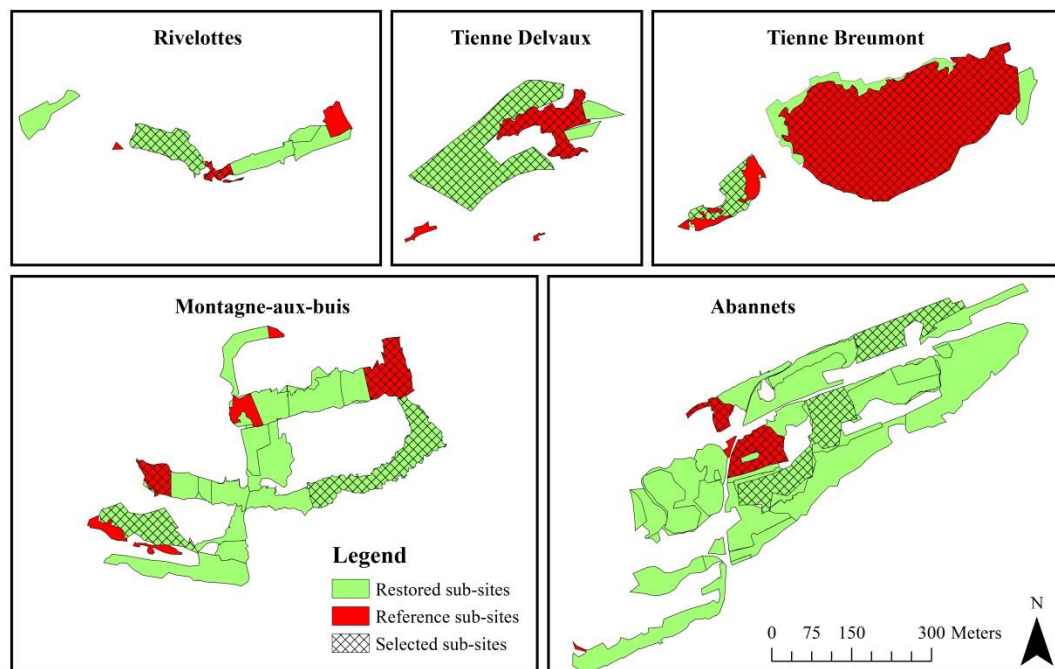 Rivelottes
Tienne Delvaux
Tienne Breumont
Montagne-aux-buis
Abannets
Legend
Restored sub-sites
Reference sub-sites
Selected sub-sites
N
0 75 150 300 Meters